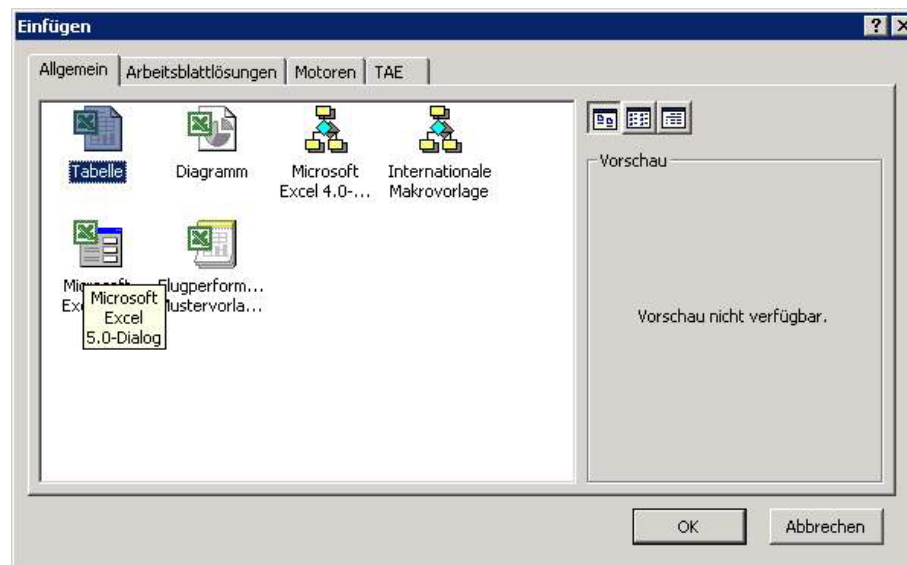 Einfügen
Allgemein
Arbeitsblattlösungen
Motoren
TAE
Tabelle
Diagramm
Microsoft
Excel 4.0-...
Internationale
Makrovorlage
Flugperform...
Mustervorla...
Microsoft
Excel
5.0-Dialog
Vorschau
Vorschau nicht verfügbar.
OK
Abbrechen